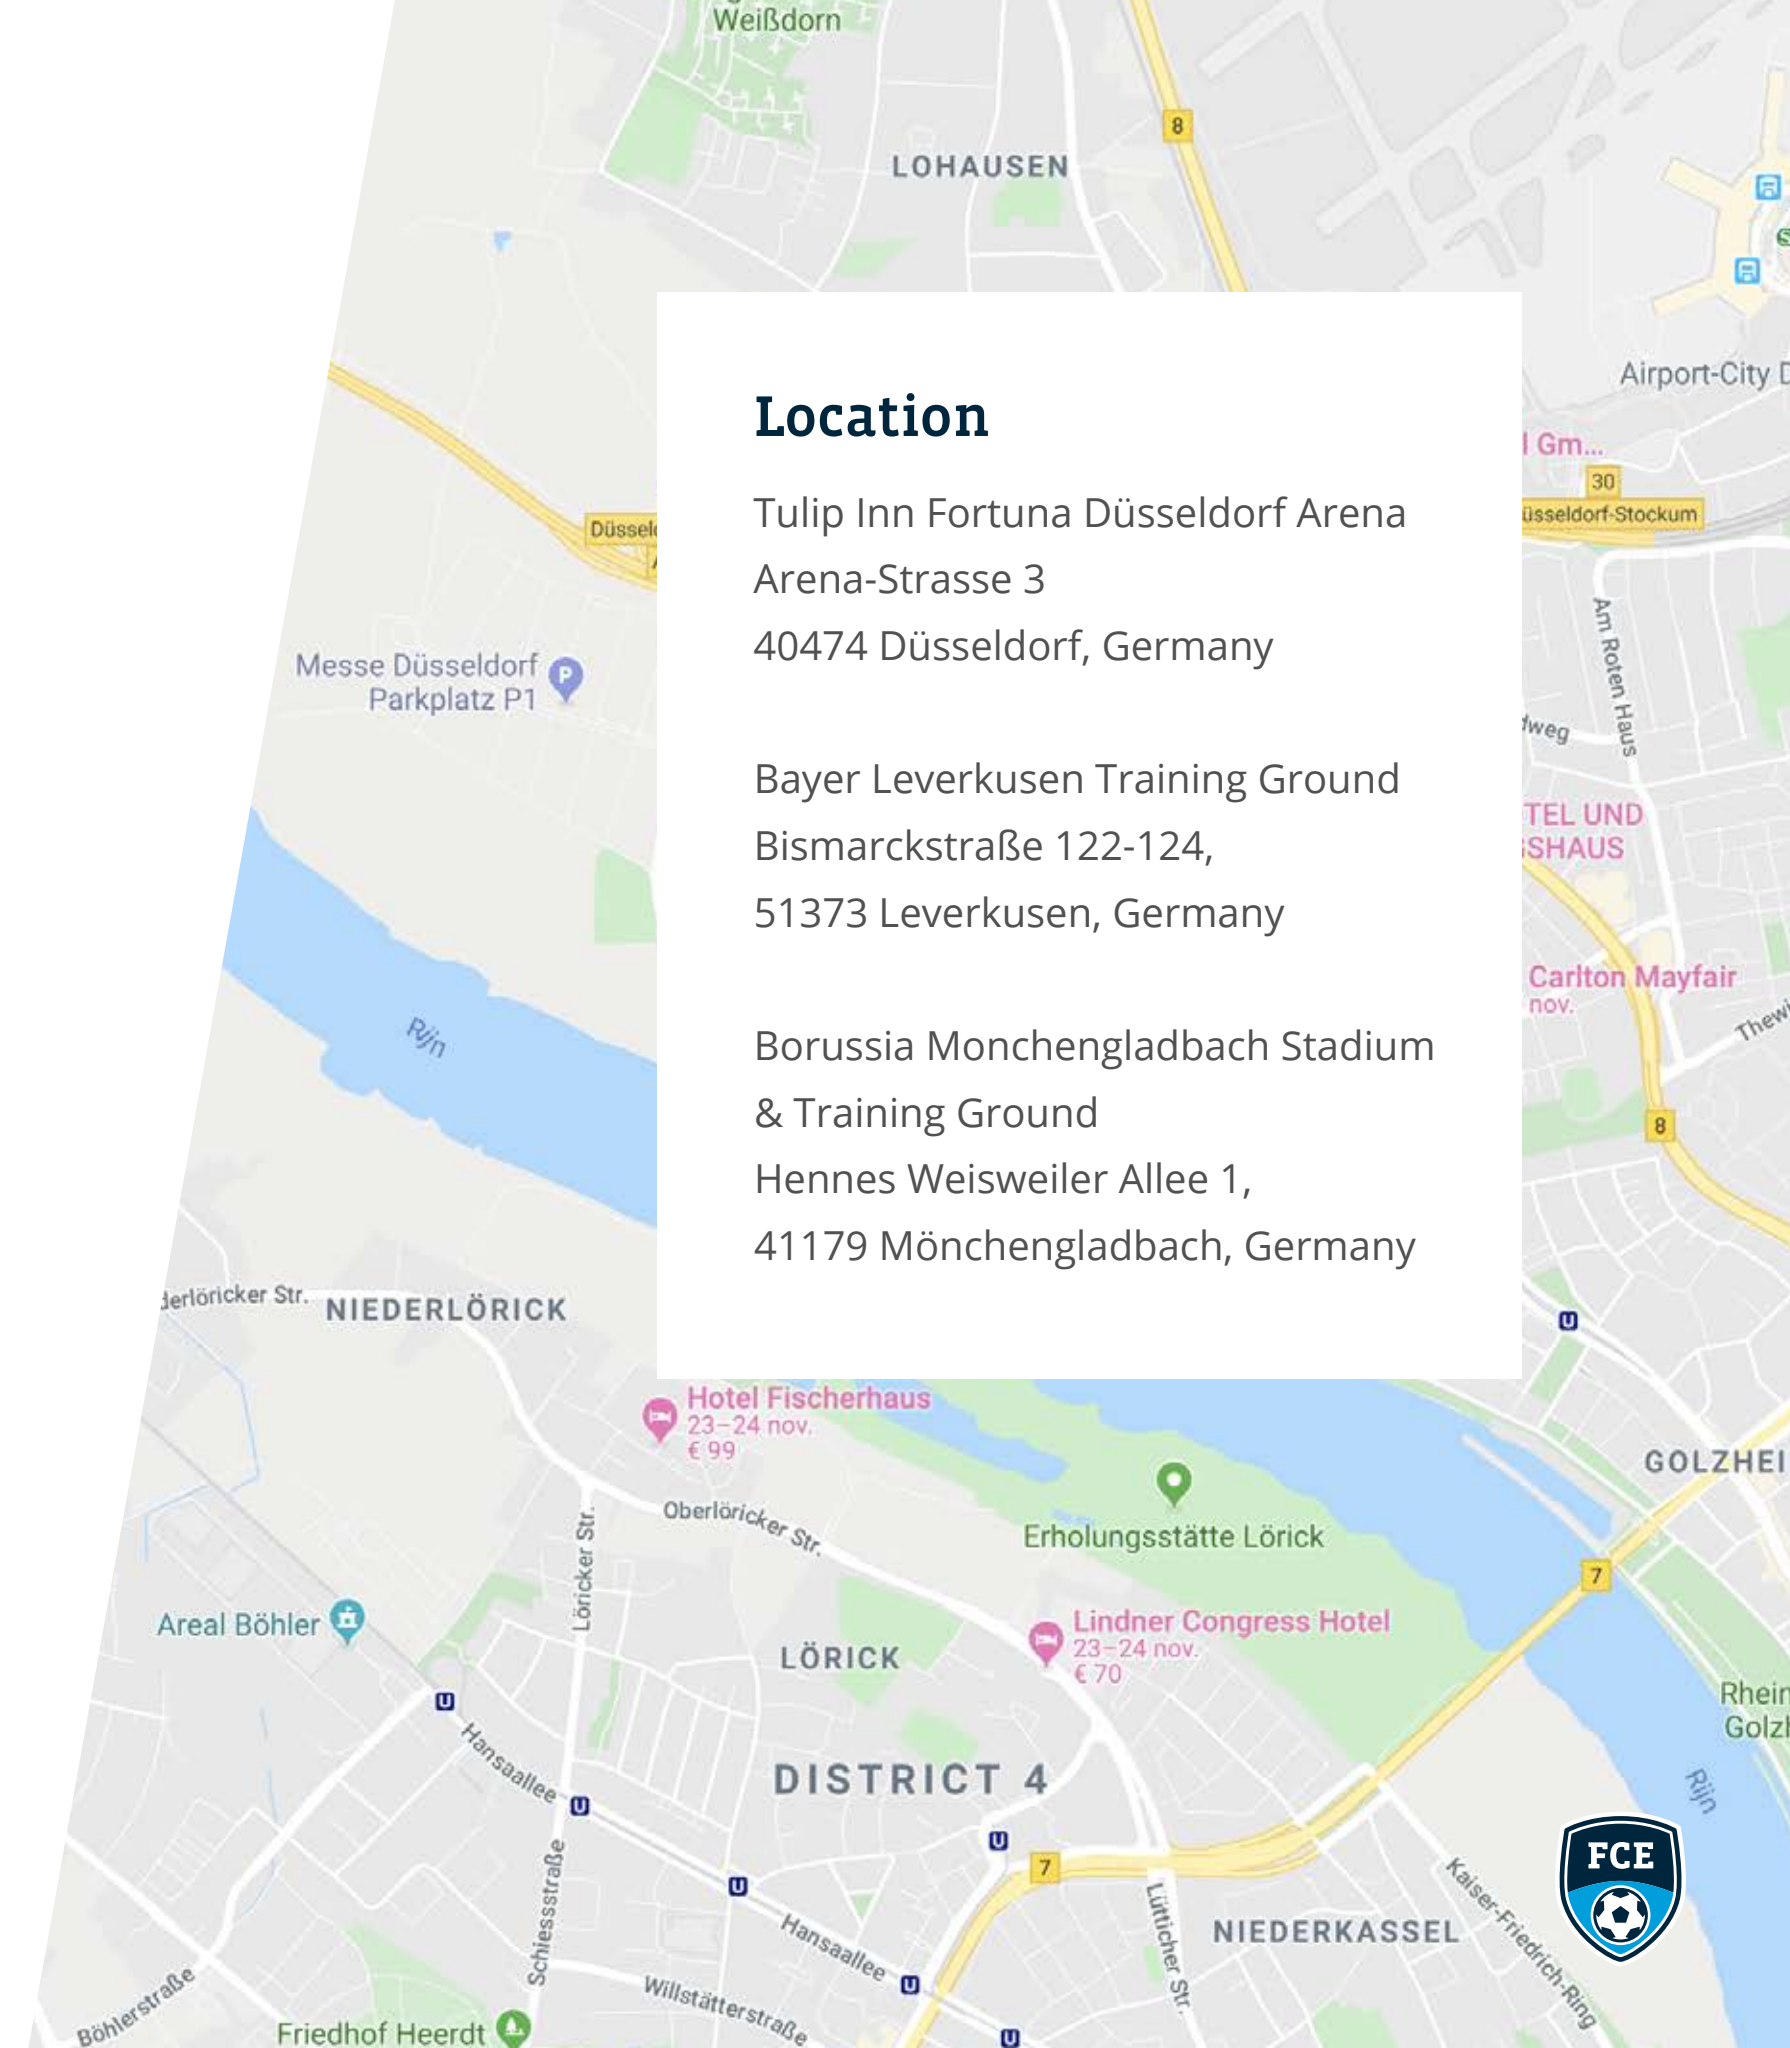 Weißdorn
LOHAUSEN
8
Airport-City
Location
Gm...
30
Tulip Inn Fortuna Düsseldorf Arena
üsseldorf-Stockum
Düssel
Arena-Strasse 3
40474 Düsseldorf, Germany
Am Roten Haus
Messe Düsseldorf
Parkplatz P1
P
weg
Bayer Leverkusen Training Ground
TEL UND
SHAUS
Bismarckstraße 122-124,
51373 Leverkusen, Germany
Carlton Mayfair
nov.
Thewi
Rijn
Borussia Monchengladbach Stadium
& Training Ground
8
Hennes Weisweiler Allee 1,
41179 Mönchengladbach, Germany
derlöricker Str.
NIEDERLÖRICK
U
Hotel Fischerhaus
23–24 nov.
€ 99
GOLZHEI
Oberlöricker Str.
Erholungsstätte Lörick
Löricker Str.
7
Areal Böhler
Lindner Congress Hotel
23–24 nov.
€ 70
LÖRICK
U
Rhein
Golzh
Hansaallee
DISTRICT 4
Rijn
U
U
FCE
7
U
Schiessstraße
Kaiser-Friedrich-Ring
Lütticher Str.
Hansaallee
NIEDERKASSEL
U
Willstätterstraße
Böhlerstraße
Friedhof Heerdt
U